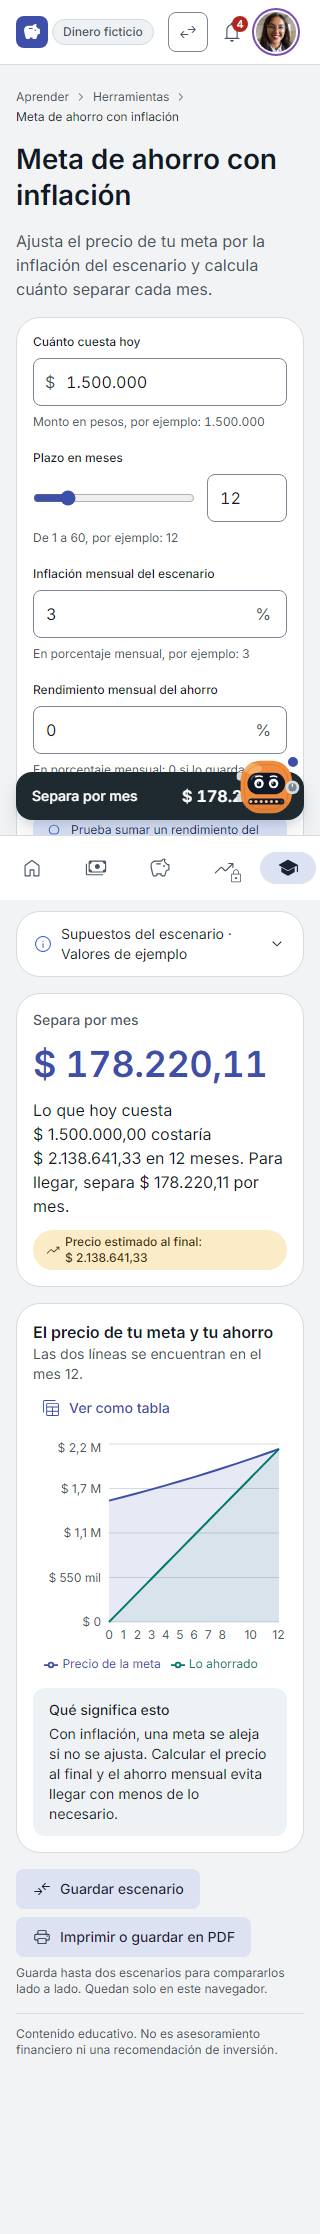 Dinero ficticio
4
Aprender
Herramientas
Meta de ahorro con inflación
Meta de ahorro con
inflación
Ajusta el precio de tu meta por la
inflación del escenario y calcula
cuánto separar cada mes.
Cuánto cuesta hoy
$ 1.500.000
Monto en pesos, por ejemplo: 1.500.000
Plazo en meses
12
De 1 a 60, por ejemplo: 12
Inflación mensual del escenario
3 %
En porcentaje mensual, por ejemplo: 3
Rendimiento mensual del ahorro
0 %
En porcentaje mensual: 0 si lo guarda
Separa por mes $ 178.2
Prueba sumar un rendimiento del
Supuestos del escenario ·
Valores de ejemplo
Separa por mes
$ 178.220,11
Lo que hoy cuesta
$ 1.500.000,00 costaría
$ 2.138.641,33 en 12 meses. Para
llegar, separa $ 178.220,11 por
mes.
Precio estimado al final:
$ 2.138.641,33
El precio de tu meta y tu ahorro
Las dos líneas se encuentran en el
mes 12.
Ver como tabla
$ 2,2 M
$ 1,7 M
$ 1,1 M
$ 550 mil
$ 0
0 1 2 3 4 5 6 7 8 10 12
Precio de la meta Lo ahorrado
Qué significa esto
Con inflación, una meta se aleja
si no se ajusta. Calcular el precio
al final y el ahorro mensual evita
llegar con menos de lo
necesario.
Guardar escenario
Imprimir o guardar en PDF
Guarda hasta dos escenarios para compararlos
lado a lado. Quedan solo en este navegador.
Contenido educativo. No es asesoramiento
financiero ni una recomendación de inversión.